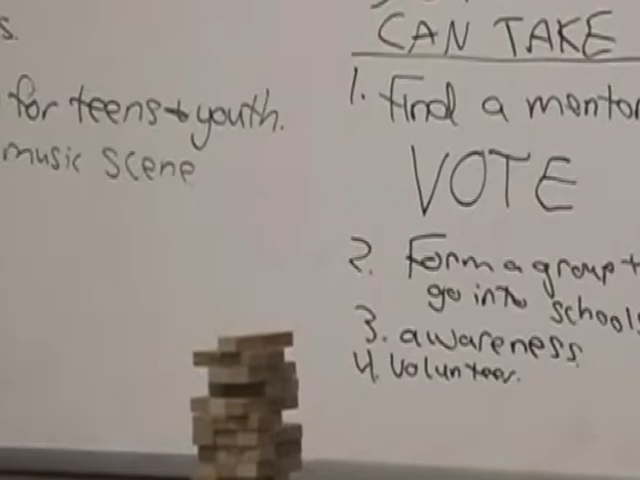 s.
for teens + youth.
music scene
CAN TAKE
1. Find a mentor
VOTE
2. Form a group +
go into schools
3. awareness
4. Volunteer.